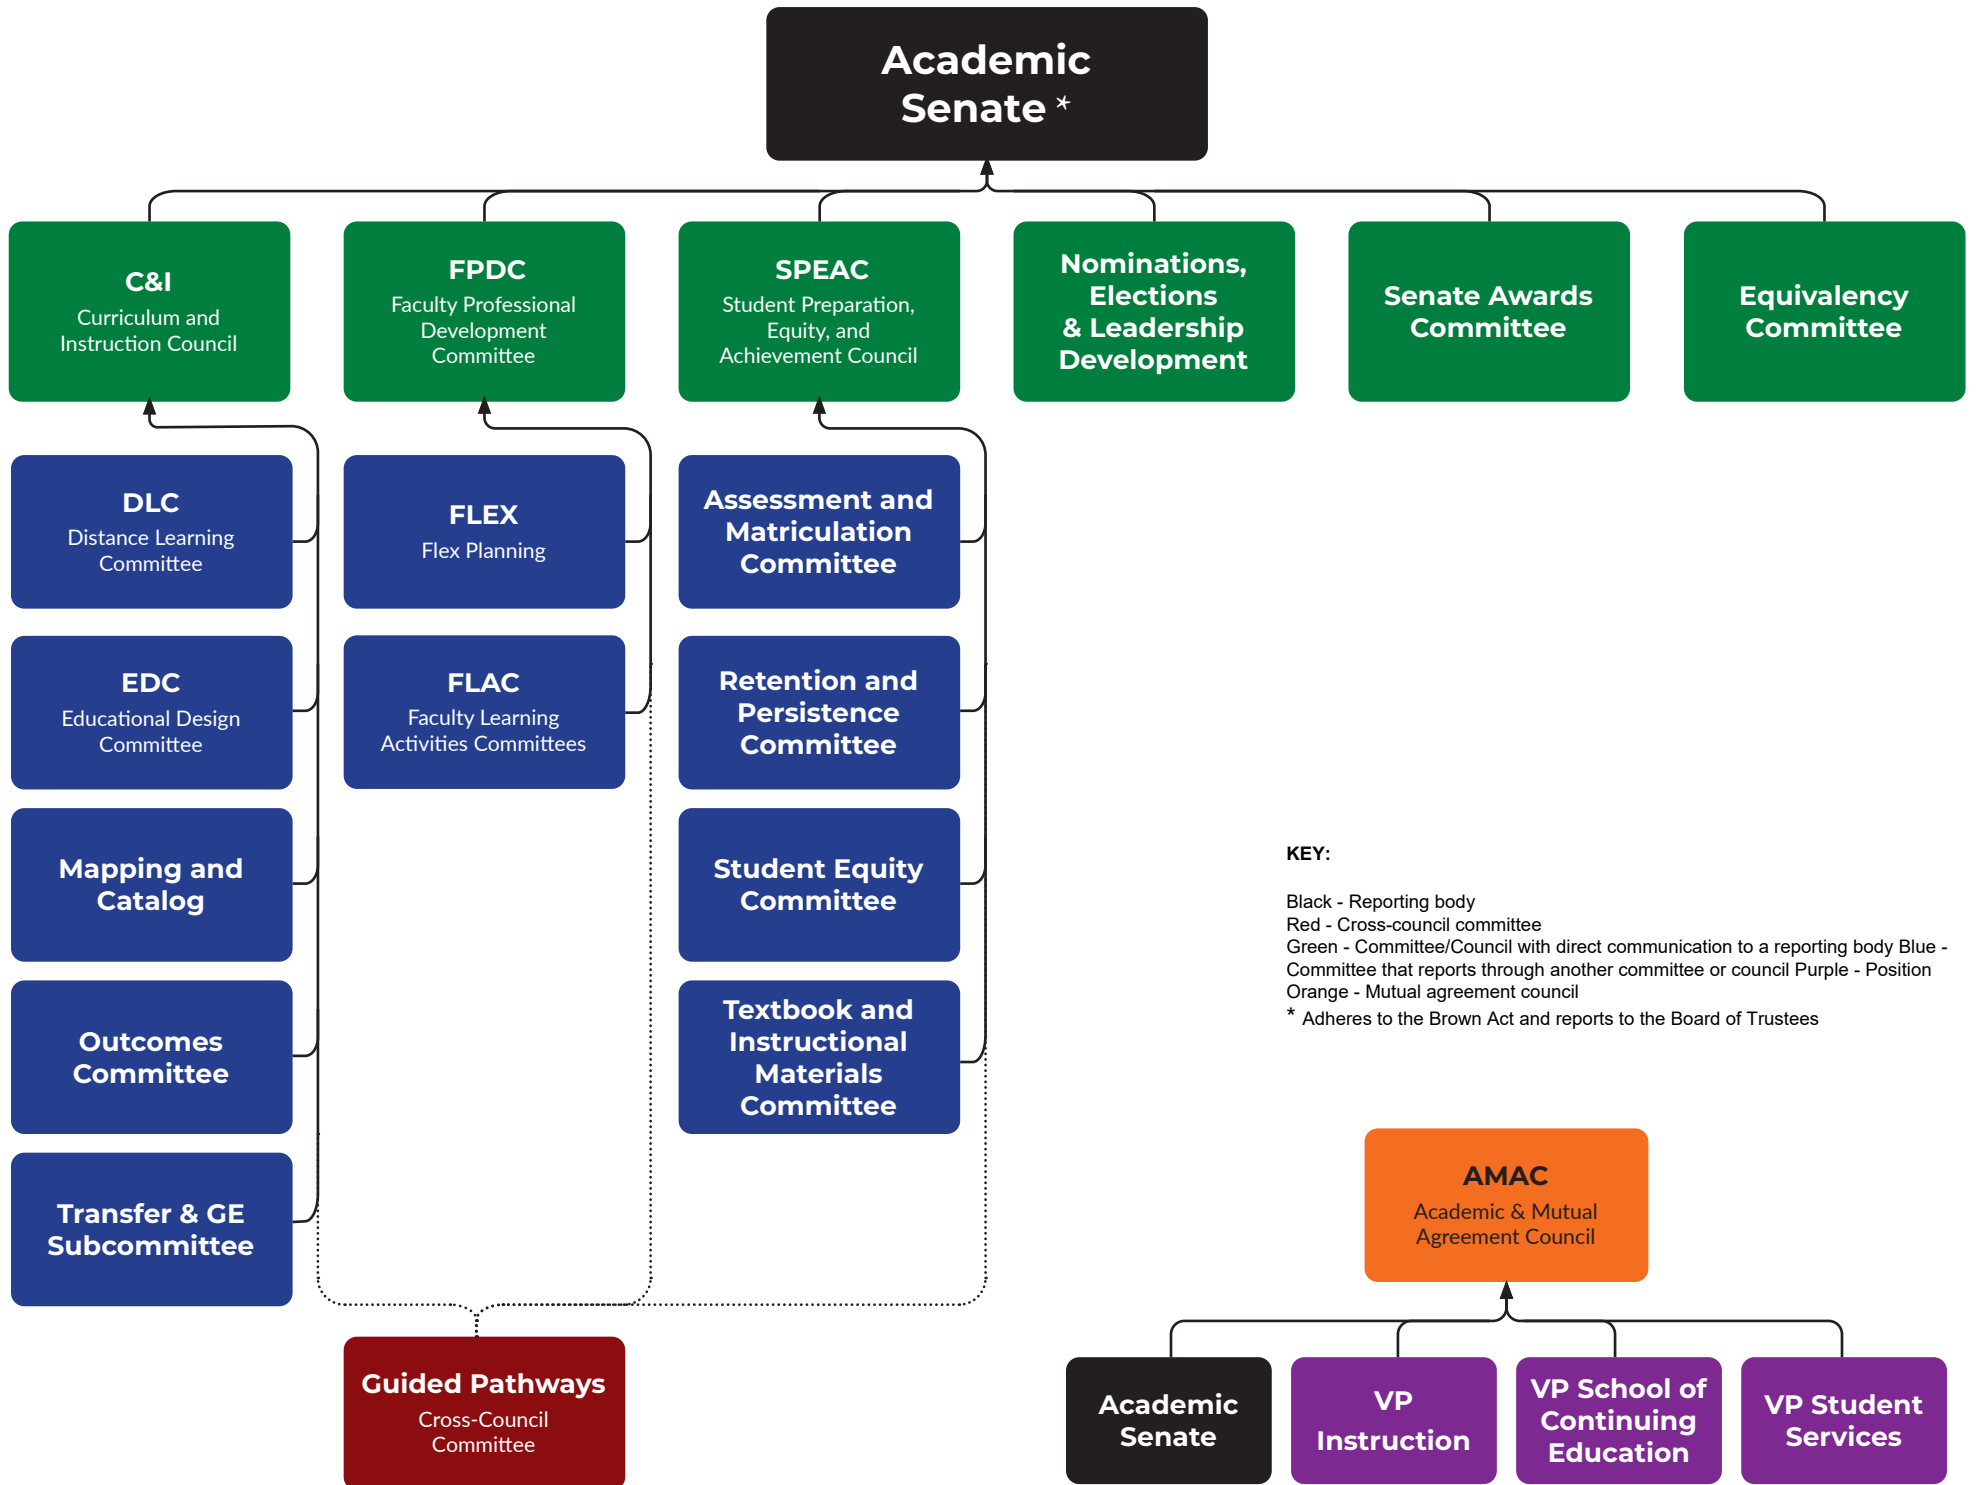 Academic
Senate *
C&I
Curriculum and
Instruction Council
FPDC
Faculty Professional
Development
Committee
SPEAC
Student Preparation,
Equity, and
Achievement Council
Nominations,
Elections
& Leadership
Development
Senate Awards
Committee
Equivalency
Committee
DLC
Distance Learning
Committee
FLEX
Flex Planning
Assessment and
Matriculation
Committee
EDC
Educational Design
Committee
FLAC
Faculty Learning
Activities Committees
Retention and
Persistence
Committee
Mapping and
Catalog
Student Equity
Committee
Outcomes
Committee
Textbook and
Instructional
Materials
Committee
Transfer & GE
Subcommittee
Guided Pathways
Cross-Council
Committee
KEY:
Black - Reporting body
Red - Cross-council committee
Green - Committee/Council with direct communication to a reporting body Blue -
Committee that reports through another committee or council Purple - Position
Orange - Mutual agreement council
* Adheres to the Brown Act and reports to the Board of Trustees
AMAC
Academic & Mutual
Agreement Council
Academic
Senate
VP
Instruction
VP School of
Continuing
Education
VP Student
Services